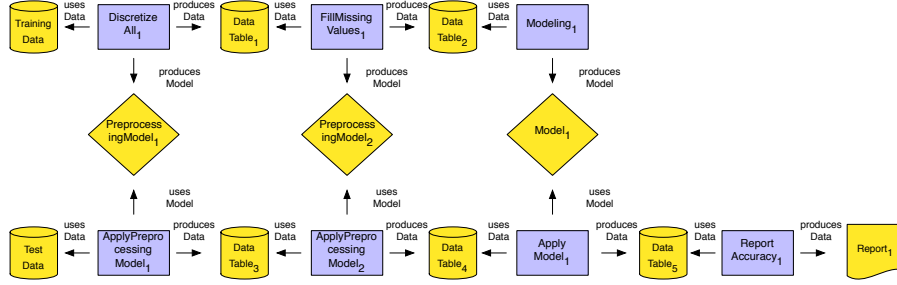 uses
Data
produces
Data
uses
Data
produces
Data
uses
Data
Training
Data
Discretize
All1
Data
Table1
FillMissing
Values1
Data
Table2
Modeling1
produces
Model
produces
Model
produces
Model
Preprocess
ingModel1
Preprocess
ingModel2
Model1
uses
Model
uses
Model
uses
Model
uses
Data
produces
Data
uses
Data
produces
Data
uses
Data
produces
Data
uses
Data
produces
Data
Test
Data
ApplyPrepro
cessing
Model1
Data
Table3
ApplyPrepro
cessing
Model2
Data
Table4
Apply
Model1
Data
Table5
Report
Accuracy1
Report1